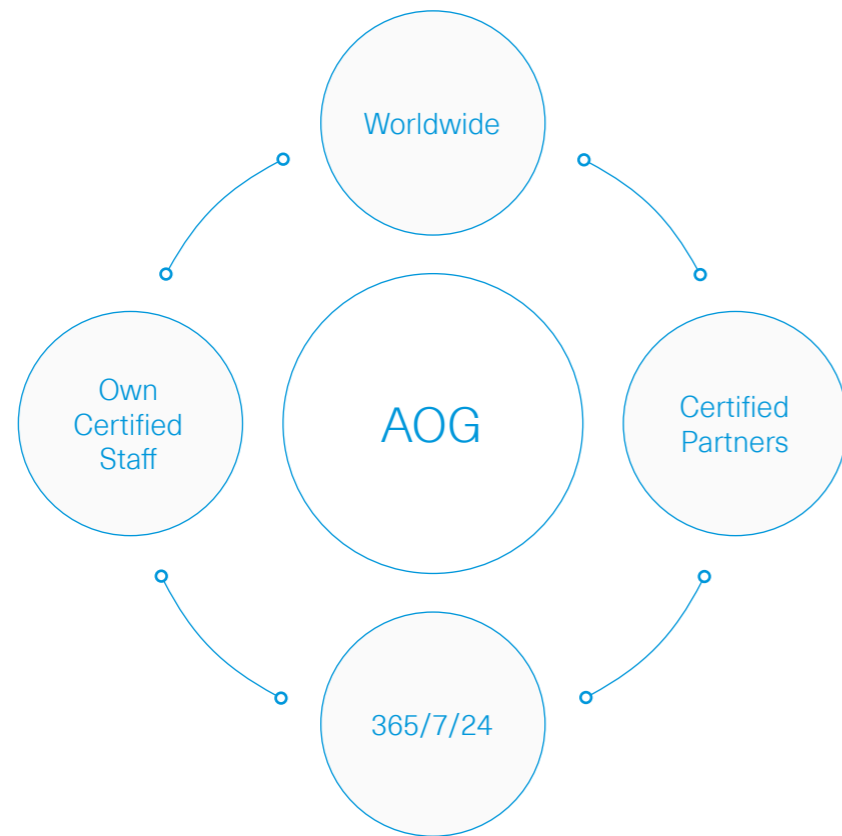 Worldwide
Own
Certified
Staff
AOG
Certified
Partners
365/7/24